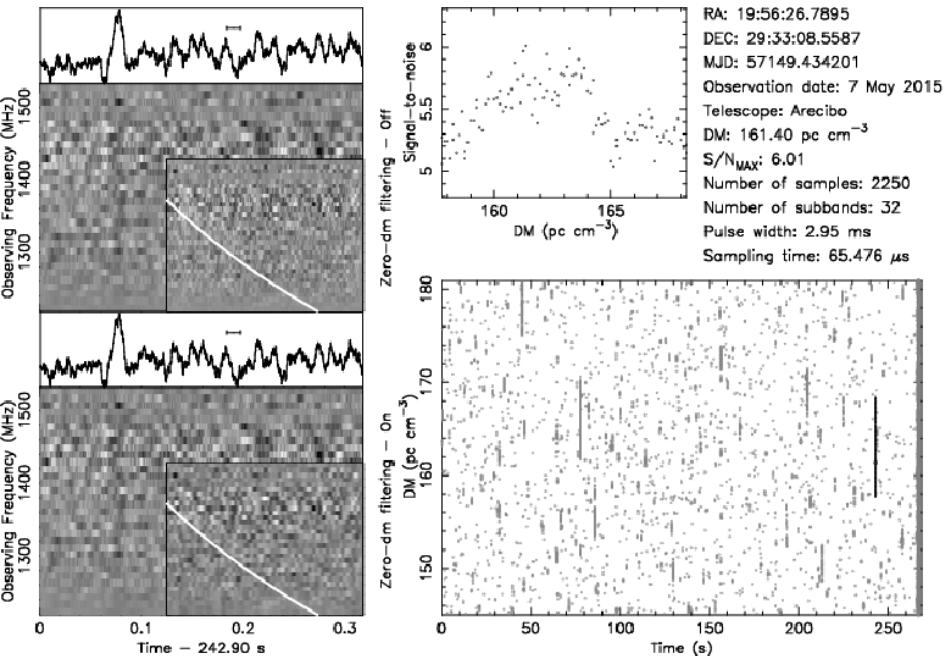 1500
1400
1300
Observing Frequency (MHz)
Zero-dm filtering - Off
1500
1400
1300
Observing Frequency (MHz)
Zero-dm filtering - On
0 0.1 0.2 0.3
Time - 242.90 s
6
5.5
5
Signal-to-noise
160 165
DM (pc cm⁻³)
RA: 19:56:26.7895
DEC: 29:33:08.5587
MJD: 57149.434201
Observation date: 7 May 2015
Telescope: Arecibo
DM: 161.40 pc cm⁻³
S/N_MAX: 6.01
Number of samples: 2250
Number of subbands: 32
Pulse width: 2.95 ms
Sampling time: 65.476 μs
180
170
160
150
DM (pc cm⁻³)
0 50 100 150 200 250
Time (s)